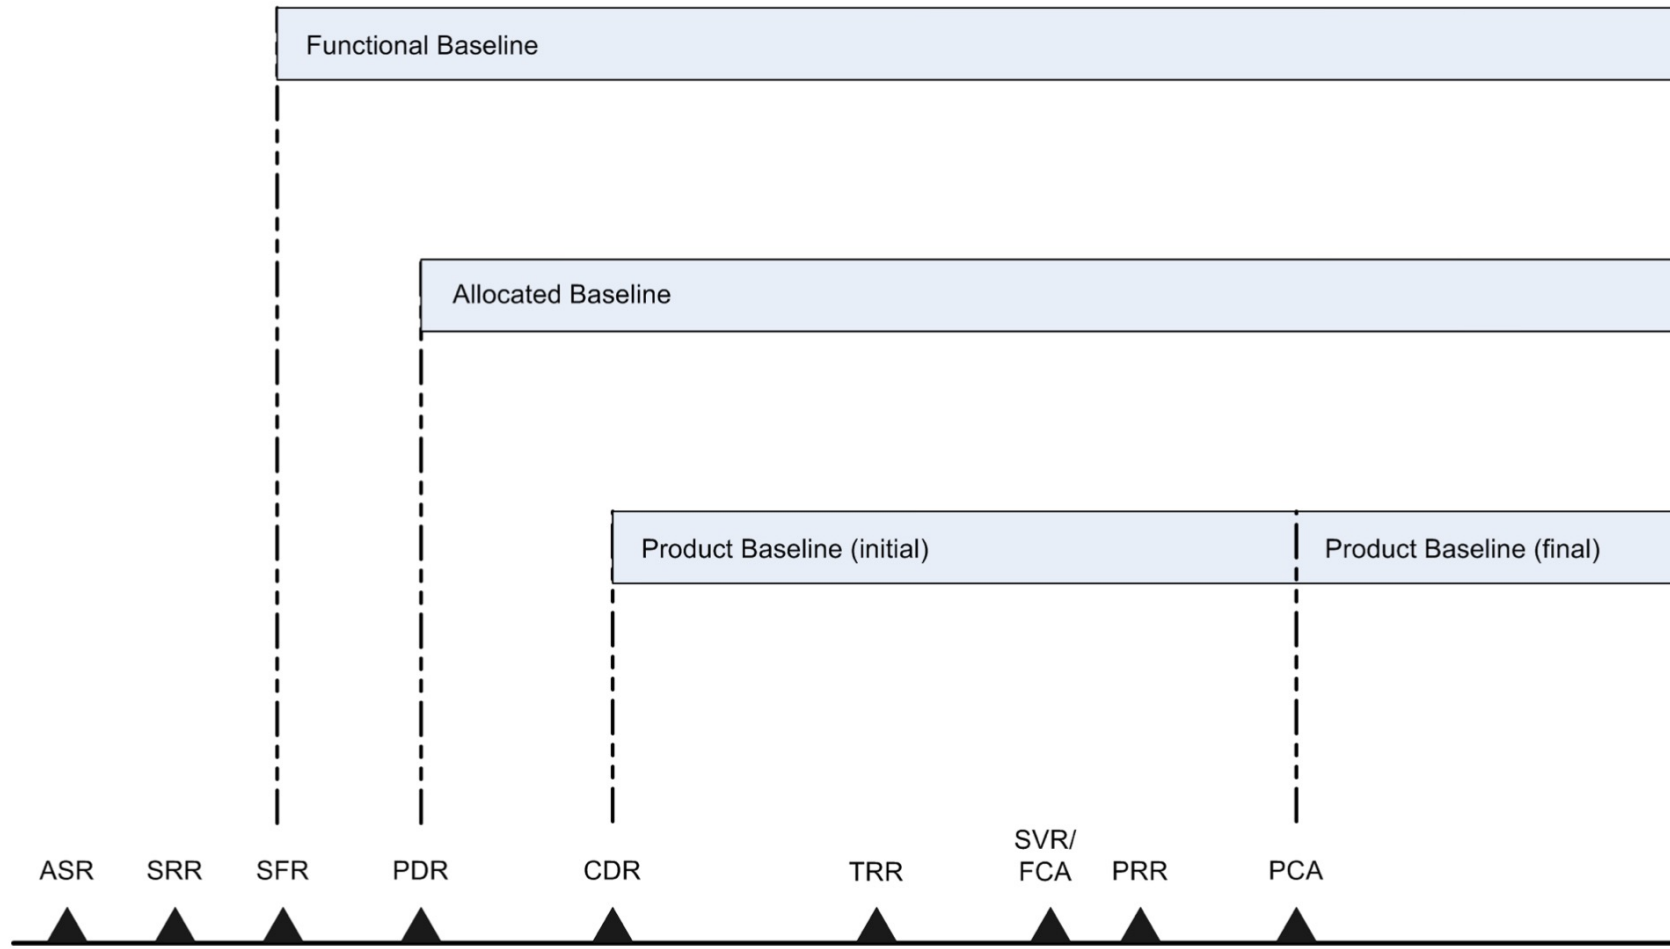 Functional Baseline
Allocated Baseline
Product Baseline (initial)
Product Baseline (final)
ASR
SRR
SFR
PDR
CDR
TRR
SVR/
FCA
PRR
PCA